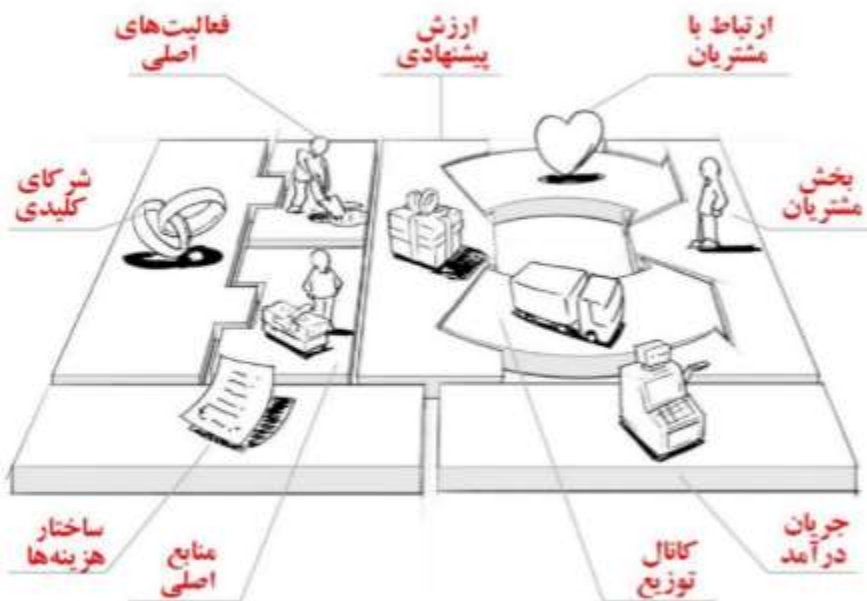 ارتباط با
مشتریان
ارزش
پیشنهادی
فعالیت‌های
اصلی
بخش
مشتریان
شرکای
کلیدی
جریان
درآمد
کانال
توزیع
منابع
اصلی
ساختار
هزینه‌ها